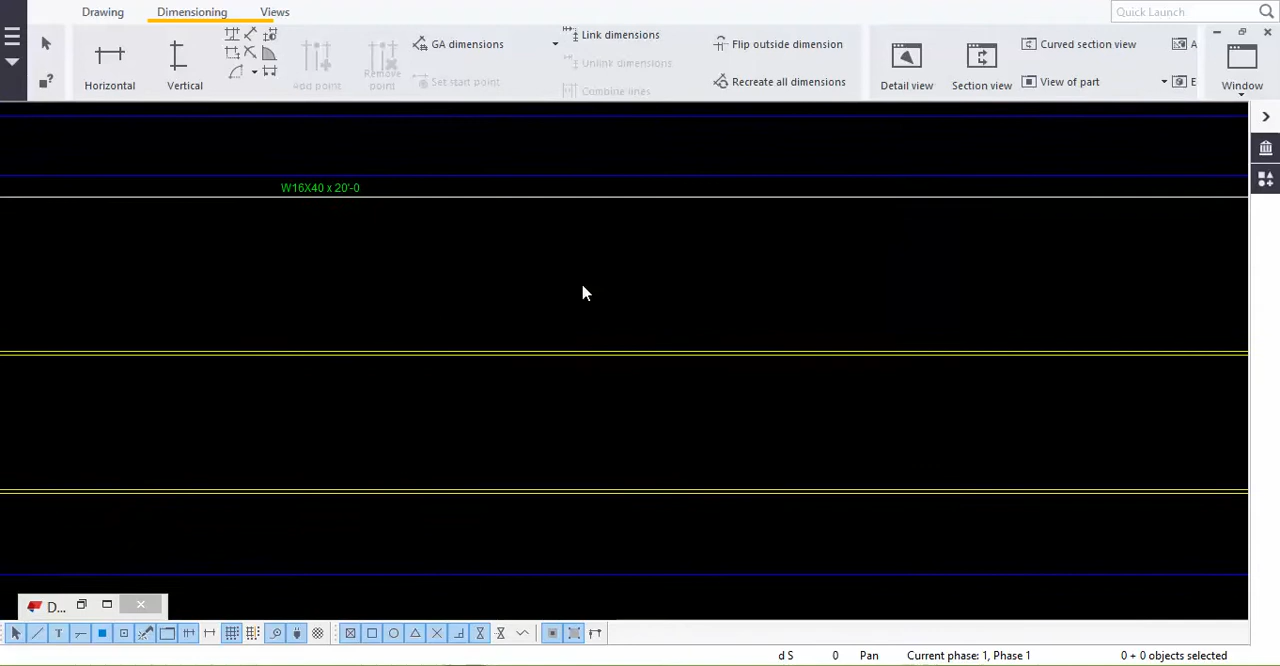 Drawing Dimensioning Views Quick Launch
Horizontal Vertical Add point Remove point GA dimensions Set start point Link dimensions Unlink dimensions Combine lines Flip outside dimension Recreate all dimensions Detail view Section view Curved section view View of part A E Window
W16X40 x 20'-0
D...
d S 0 Pan Current phase: 1, Phase 1 0 + 0 objects selected